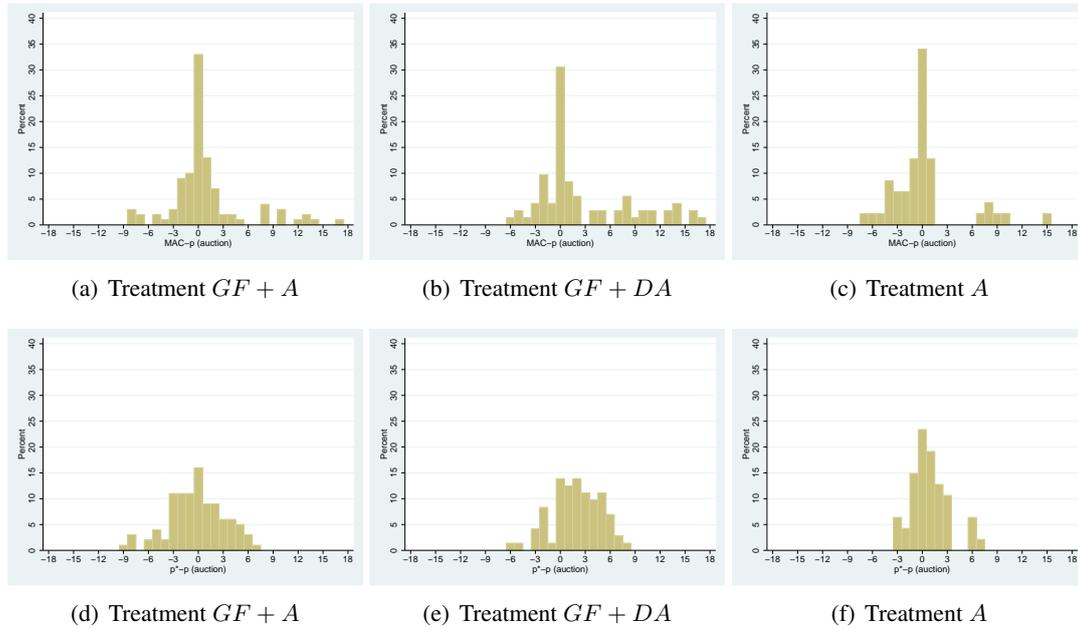 40 40 40
35 35 35
30 30 30
25 25 25
20 20 20
15 15 15
10 10 10
5 5 5
0 0 0
Percent Percent Percent
−18 −15 −12 −9 −6 −3 0 3 6 9 12 15 18 −18 −15 −12 −9 −6 −3 0 3 6 9 12 15 18 −18 −15 −12 −9 −6 −3 0 3 6 9 12 15 18
MAC−p (auction) MAC−p (auction) MAC−p (auction)
(a) Treatment GF + A (b) Treatment GF + DA (c) Treatment A
40 40 40
35 35 35
30 30 30
25 25 25
20 20 20
15 15 15
10 10 10
5 5 5
0 0 0
Percent Percent Percent
−18 −15 −12 −9 −6 −3 0 3 6 9 12 15 18 −18 −15 −12 −9 −6 −3 0 3 6 9 12 15 18 −18 −15 −12 −9 −6 −3 0 3 6 9 12 15 18
p*−p (auction) p*−p (auction) p*−p (auction)
(d) Treatment GF + A (e) Treatment GF + DA (f) Treatment A